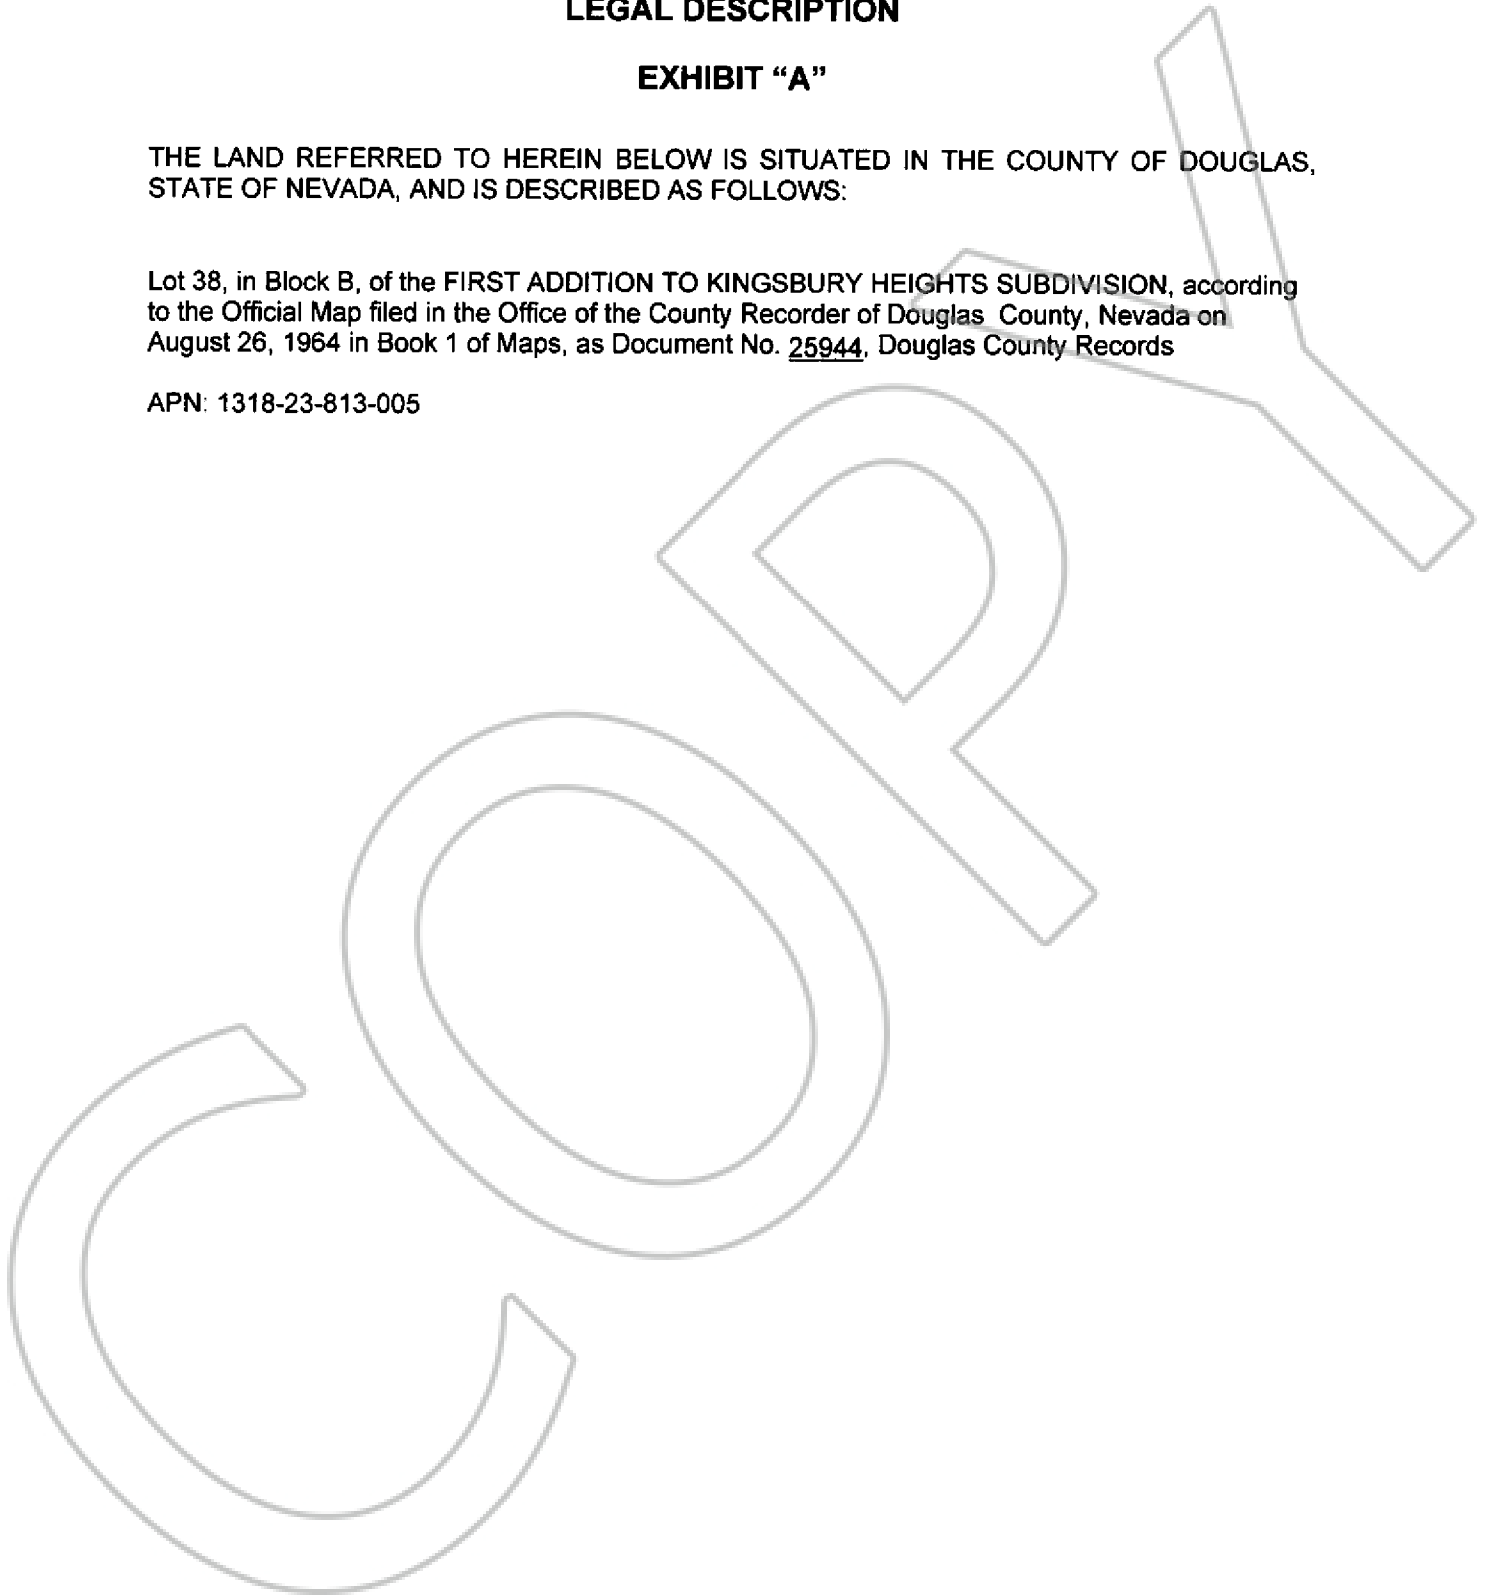 LEGAL DESCRIPTION
EXHIBIT “A”
THE LAND REFERRED TO HEREIN BELOW IS SITUATED IN THE COUNTY OF DOUGLAS,
STATE OF NEVADA, AND IS DESCRIBED AS FOLLOWS:
Lot 38, in Block B, of the FIRST ADDITION TO KINGSBURY HEIGHTS SUBDIVISION, according
to the Official Map filed in the Office of the County Recorder of Douglas County, Nevada on
August 26, 1964 in Book 1 of Maps, as Document No. 25944, Douglas County Records
APN: 1318-23-813-005
COPY